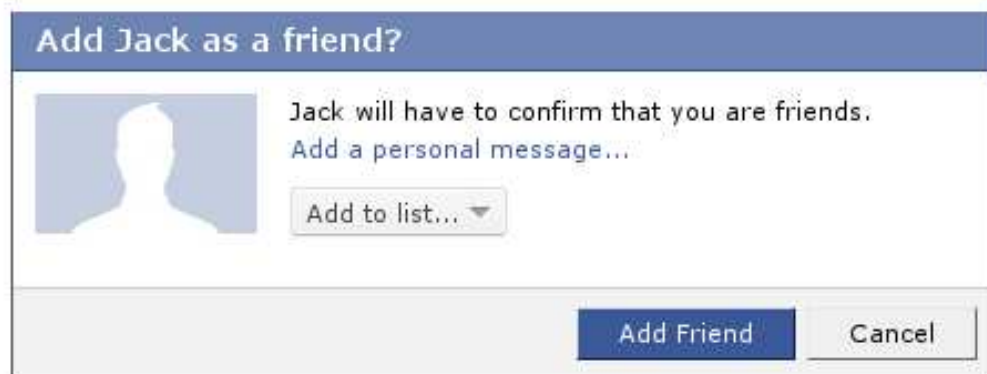 Add Jack as a friend?
Jack will have to confirm that you are friends.
Add a personal message...
Add to list...
Add Friend
Cancel